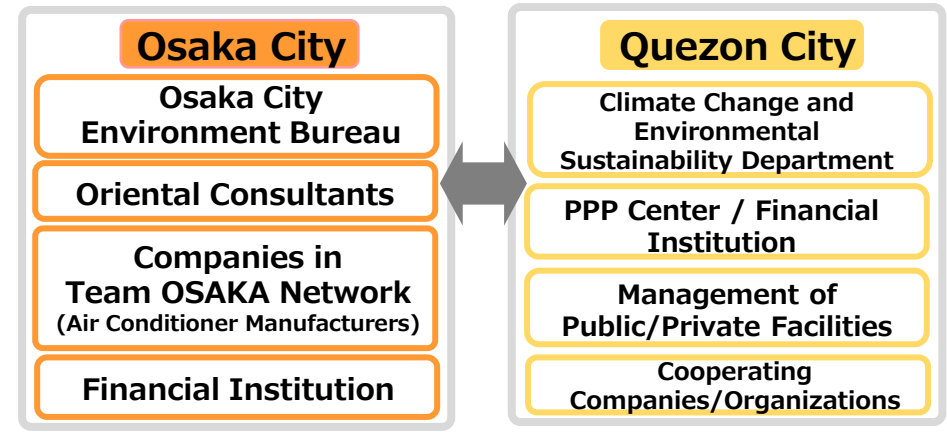 Osaka City
Osaka City
Environment Bureau
Oriental Consultants
Companies in
Team OSAKA Network
(Air Conditioner Manufacturers)
Financial Institution
Quezon City
Climate Change and
Environmental
Sustainability Department
PPP Center / Financial
Institution
Management of
Public/Private Facilities
Cooperating
Companies/Organizations